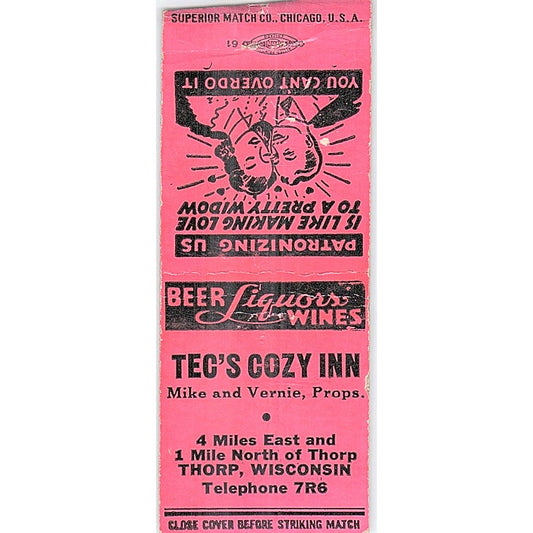 SUPERIOR MATCH CO., CHICAGO, U.S.A.
61
PATRONIZING US
IS LIKE MAKING LOVE
TO A PRETTY WIDOW
YOU CAN'T OVERDO IT
BEER Liquors WINES
TEC'S COZY INN
Mike and Vernie, Props.
4 Miles East and
1 Mile North of Thorp
THORP, WISCONSIN
Telephone 7R6
CLOSE COVER BEFORE STRIKING MATCH